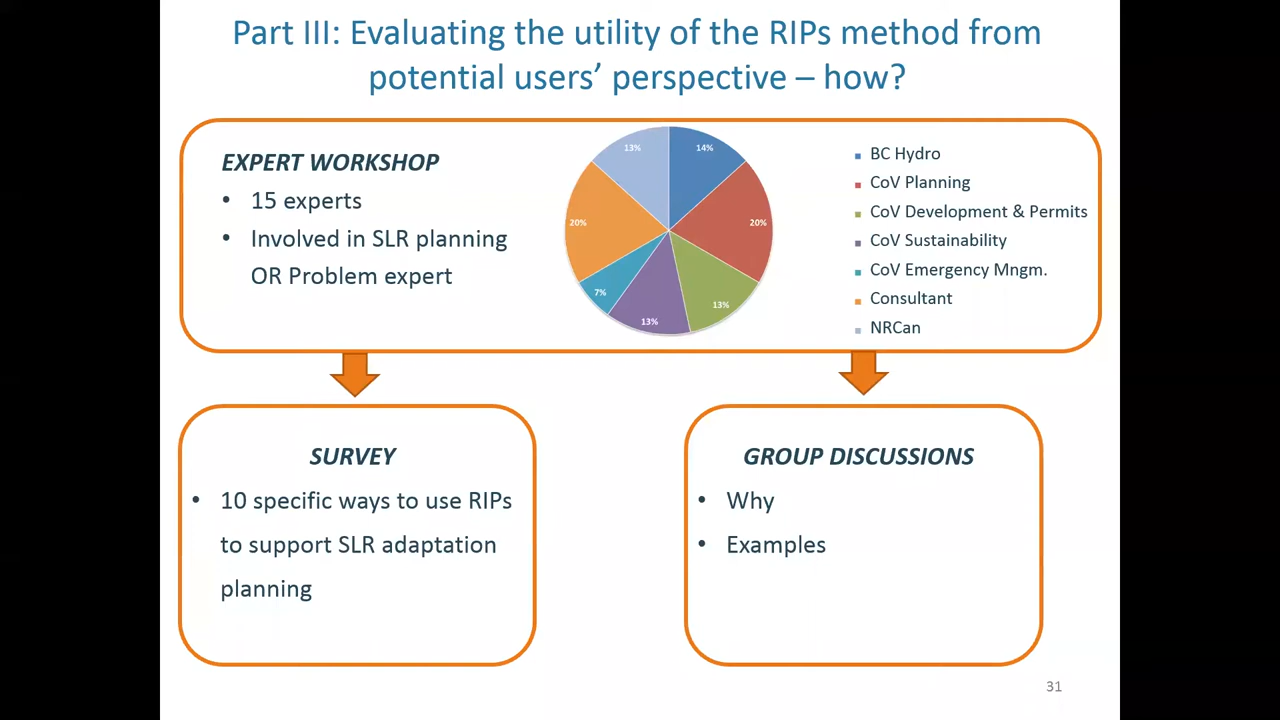 Part III: Evaluating the utility of the RIPs method from
potential users’ perspective – how?
EXPERT WORKSHOP
• 15 experts
• Involved in SLR planning
OR Problem expert
13%
14%
20%
20%
7%
13%
13%
BC Hydro
CoV Planning
CoV Development & Permits
CoV Sustainability
CoV Emergency Mngm.
Consultant
NRCan
SURVEY
• 10 specific ways to use RIPs
to support SLR adaptation
planning
GROUP DISCUSSIONS
• Why
• Examples
31